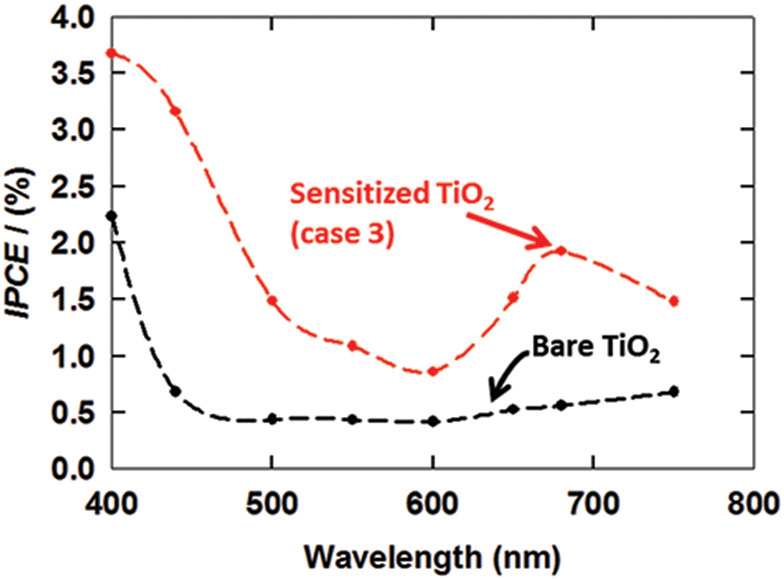 4.0
3.5
3.0
2.5
2.0
1.5
1.0
0.5
0.0
IPCE / (%)
Sensitized TiO₂
(case 3)
Bare TiO₂
400 500 600 700 800
Wavelength (nm)